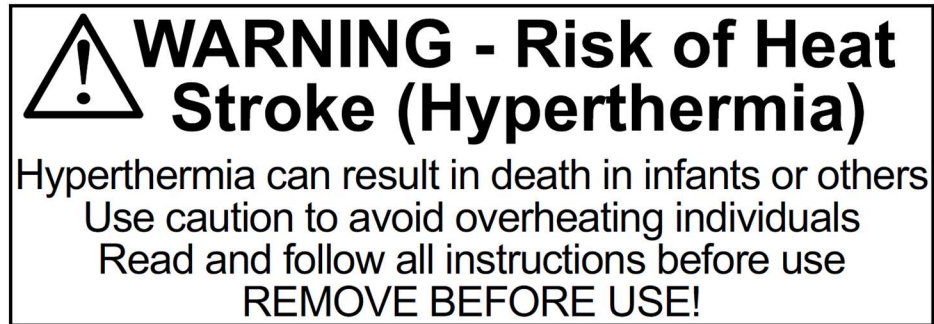 WARNING - Risk of Heat
Stroke (Hyperthermia)
Hyperthermia can result in death in infants or others
Use caution to avoid overheating individuals
Read and follow all instructions before use
REMOVE BEFORE USE!